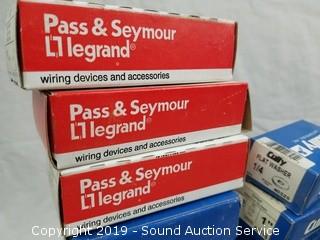 Pass & Seymour
legrand®
wiring devices and accessories
Pass & Seymour
legrand®
wiring devices and accessories
Pass & Seymour
legrand®
wiring devices and accessories
Cully
FLAT WASHER
1/4
Copyright 2019 - Sound Auction Service